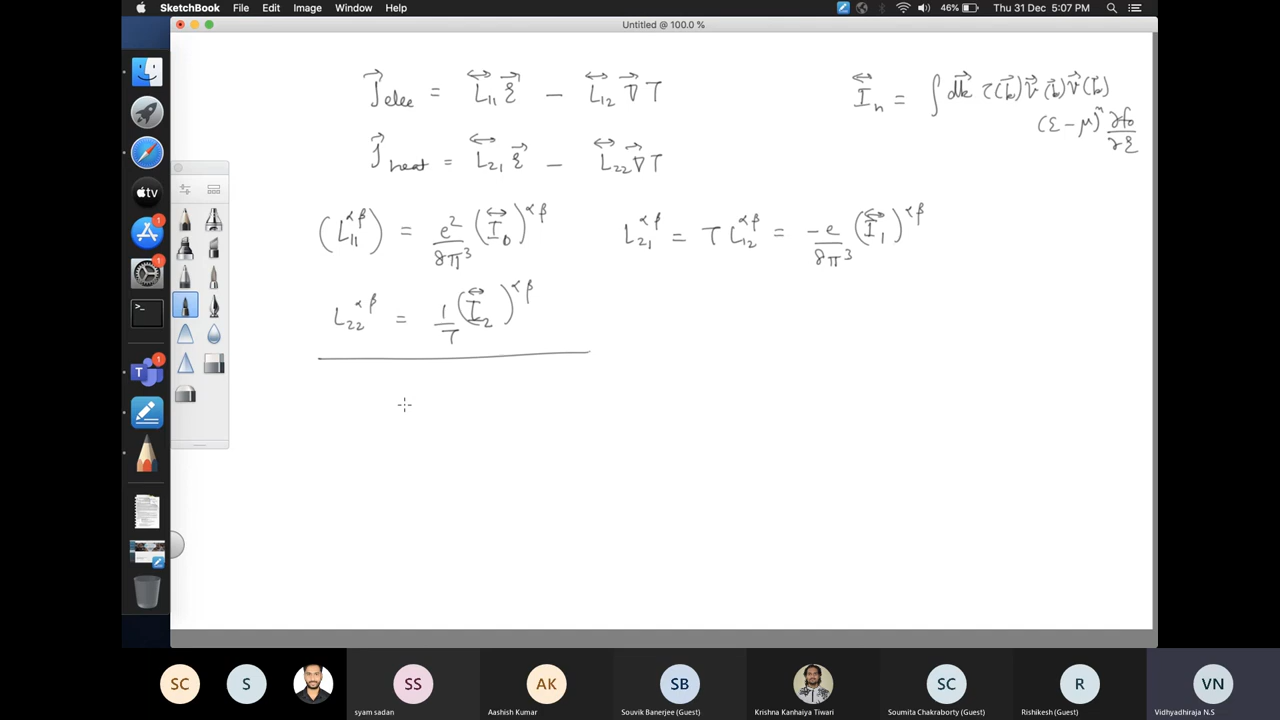 SketchBook File Edit Image Window Help 46% Thu 31 Dec 5:07 PM
Untitled @ 100.0 %
J⃗elec = L↔11 ℰ⃗ − L↔12 ∇⃗T
I↔n = ∫ dk⃗ τ(k⃗) v⃗(k⃗) v⃗(k⃗)
(ε − μ)^n ∂f0/∂ε
J⃗heat = L↔21 ℰ⃗ − L↔22 ∇⃗T
(L11^αβ) = e²/8π³ (I↔0)^αβ
L21^αβ = T L12^αβ = −e/8π³ (I↔1)^αβ
L22^αβ = 1/T (I↔2)^αβ
tv
1
1
>_
T
1
SC
S
SS
AK
SB
SC
R
VN
syam sadan
Aashish Kumar
Souvik Banerjee (Guest)
Krishna Kanhaiya Tiwari
Soumita Chakraborty (Guest)
Rishikesh (Guest)
Vidhyadhiraja N.S